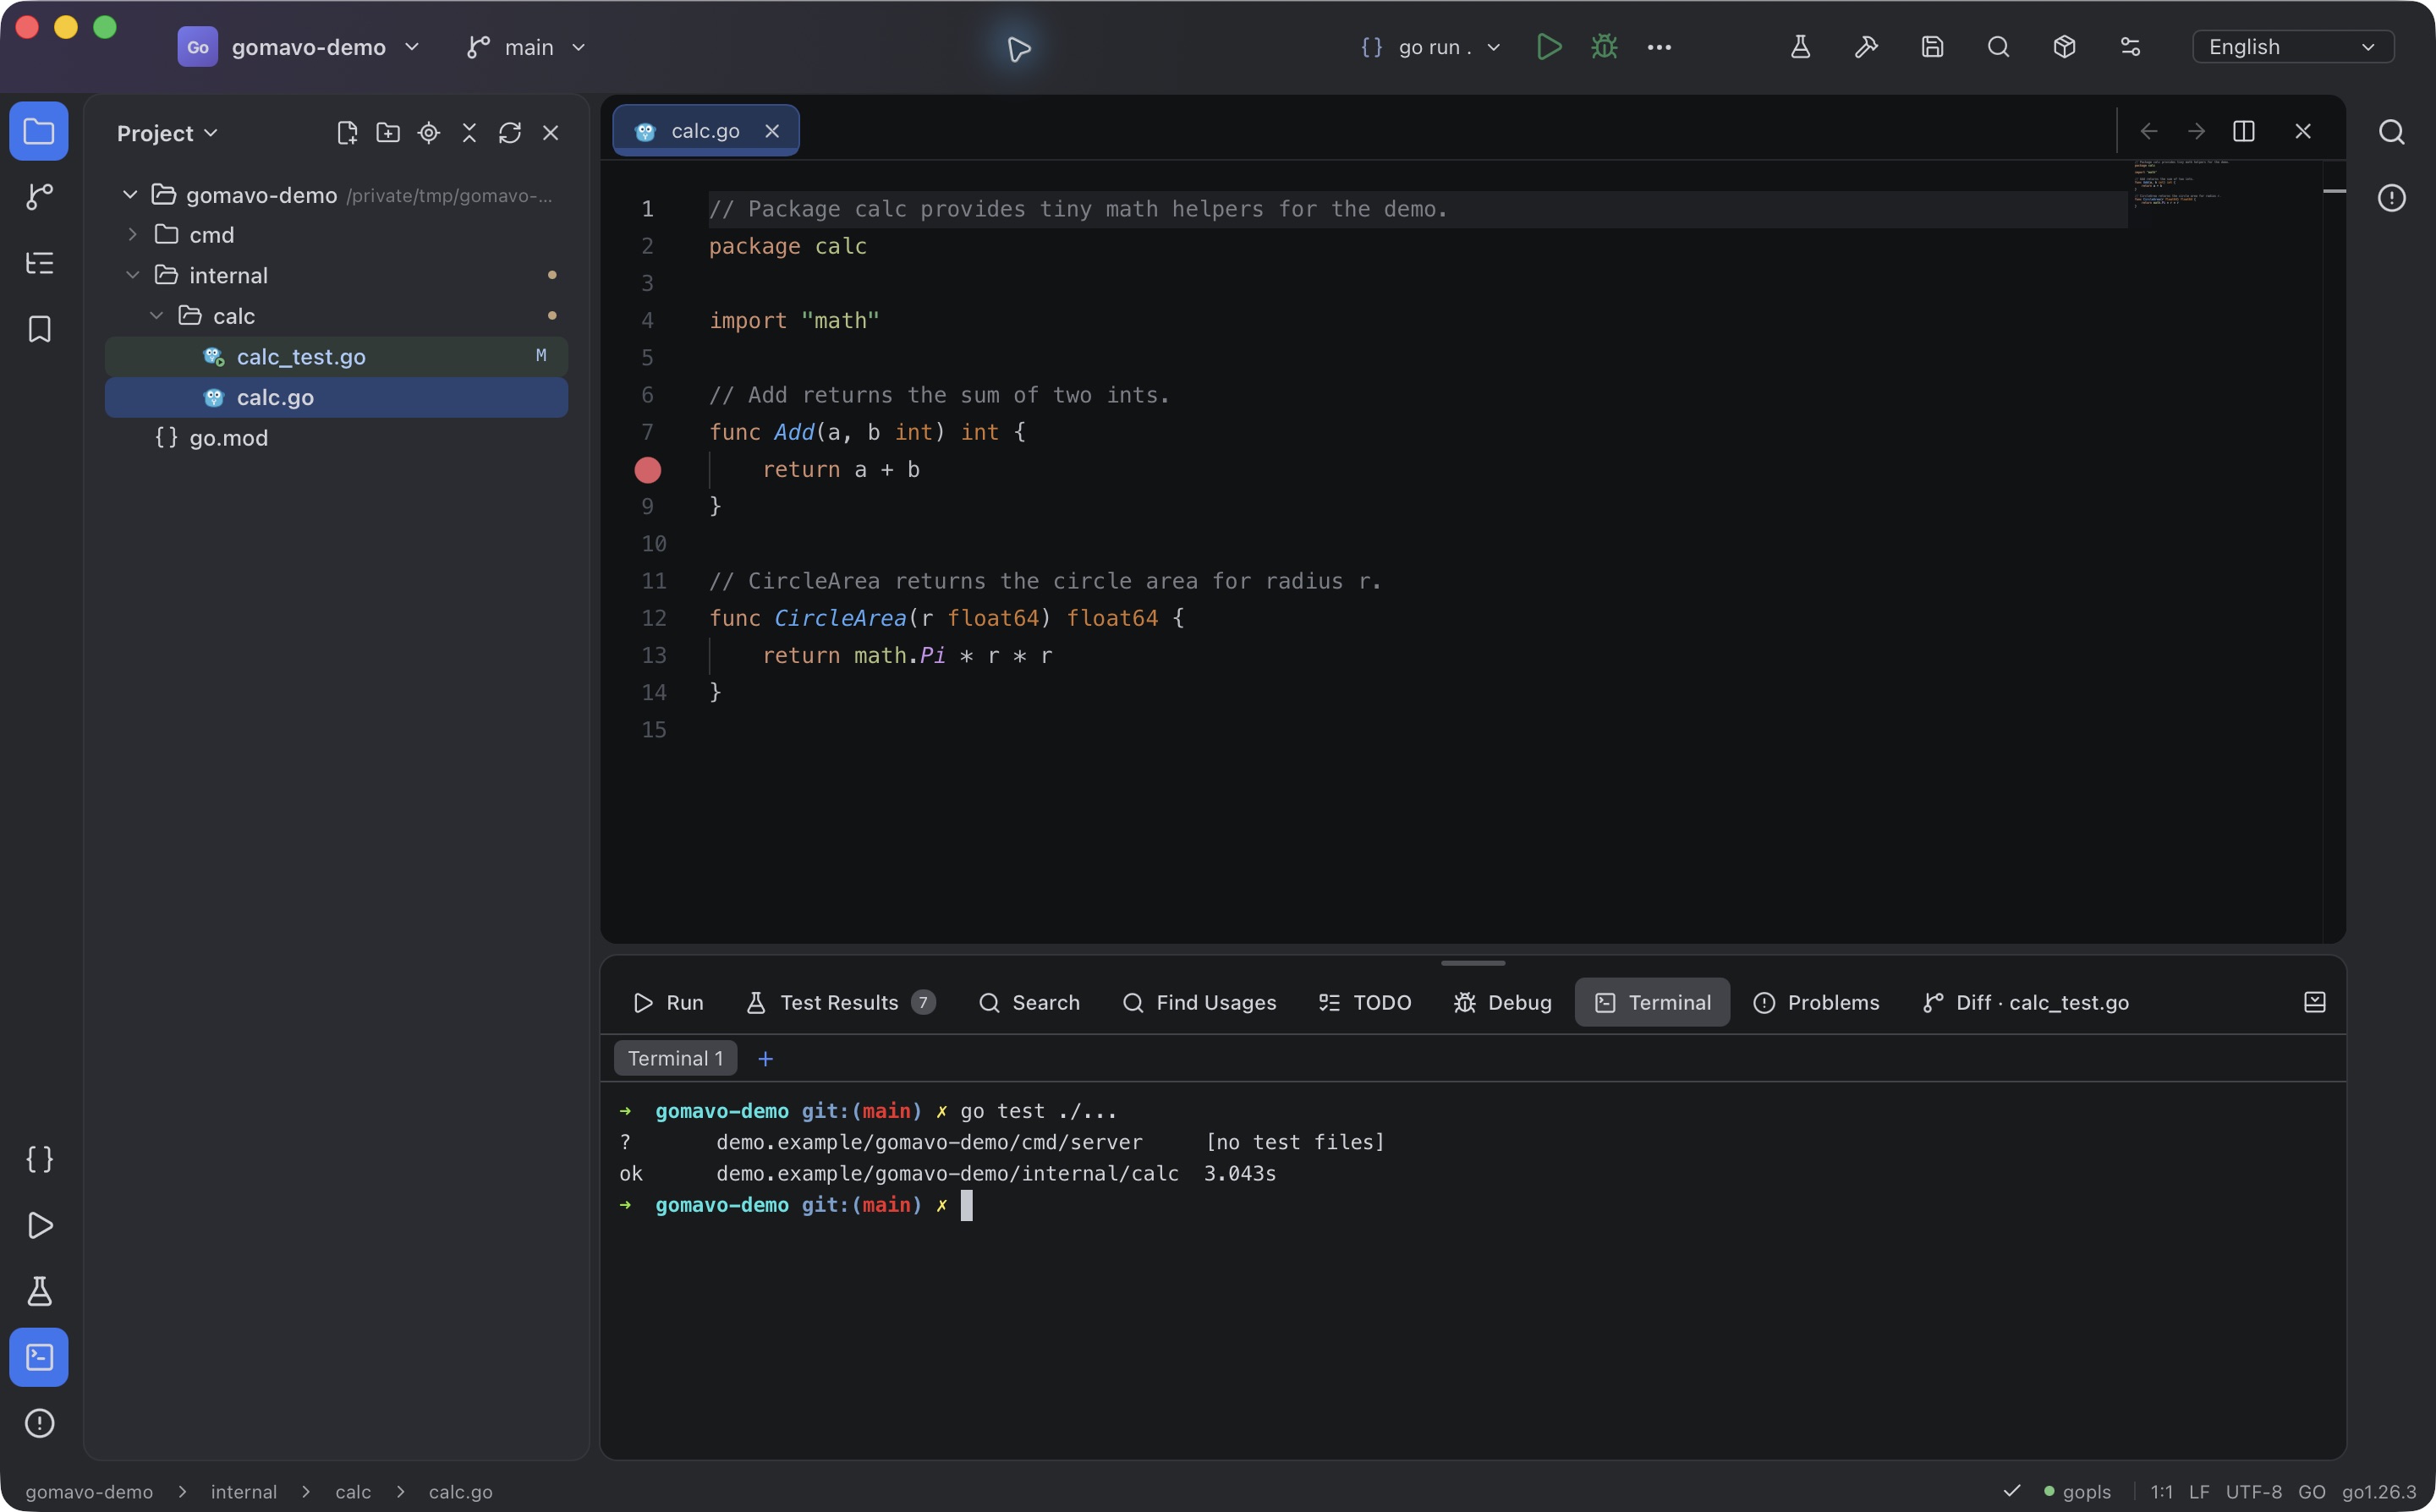 Go gomavo-demo main go run . English
Project
calc.go
gomavo-demo /private/tmp/gomavo-...
cmd
internal
calc
calc_test.go M
calc.go
go.mod
1 // Package calc provides tiny math helpers for the demo.
2 package calc
3
4 import "math"
5
6 // Add returns the sum of two ints.
7 func Add(a, b int) int {
return a + b
9 }
10
11 // CircleArea returns the circle area for radius r.
12 func CircleArea(r float64) float64 {
13 return math.Pi * r * r
14 }
15
Run Test Results 7 Search Find Usages TODO Debug Terminal Problems Diff · calc_test.go
Terminal 1 +
➜ gomavo-demo git:(main) ✗ go test ./...
? demo.example/gomavo-demo/cmd/server [no test files]
ok demo.example/gomavo-demo/internal/calc 3.043s
➜ gomavo-demo git:(main) ✗
gomavo-demo > internal > calc > calc.go
gopls 1:1 LF UTF-8 GO go1.26.3